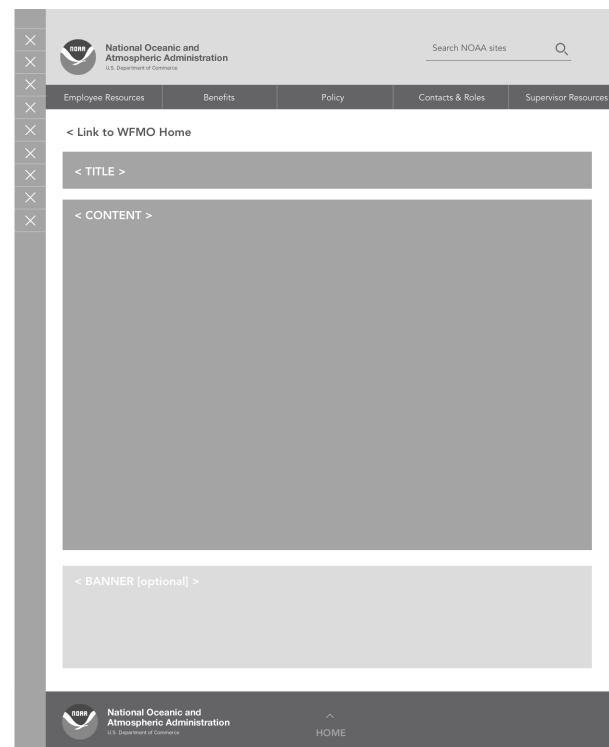 NOAA
National Oceanic and
Atmospheric Administration
U.S. Department of Commerce
Search NOAA sites
Employee Resources Benefits Policy Contacts & Roles Supervisor Resources
< Link to WFMO Home
< TITLE >
< CONTENT >
< BANNER [optional] >
NOAA
National Oceanic and
Atmospheric Administration
U.S. Department of Commerce
HOME